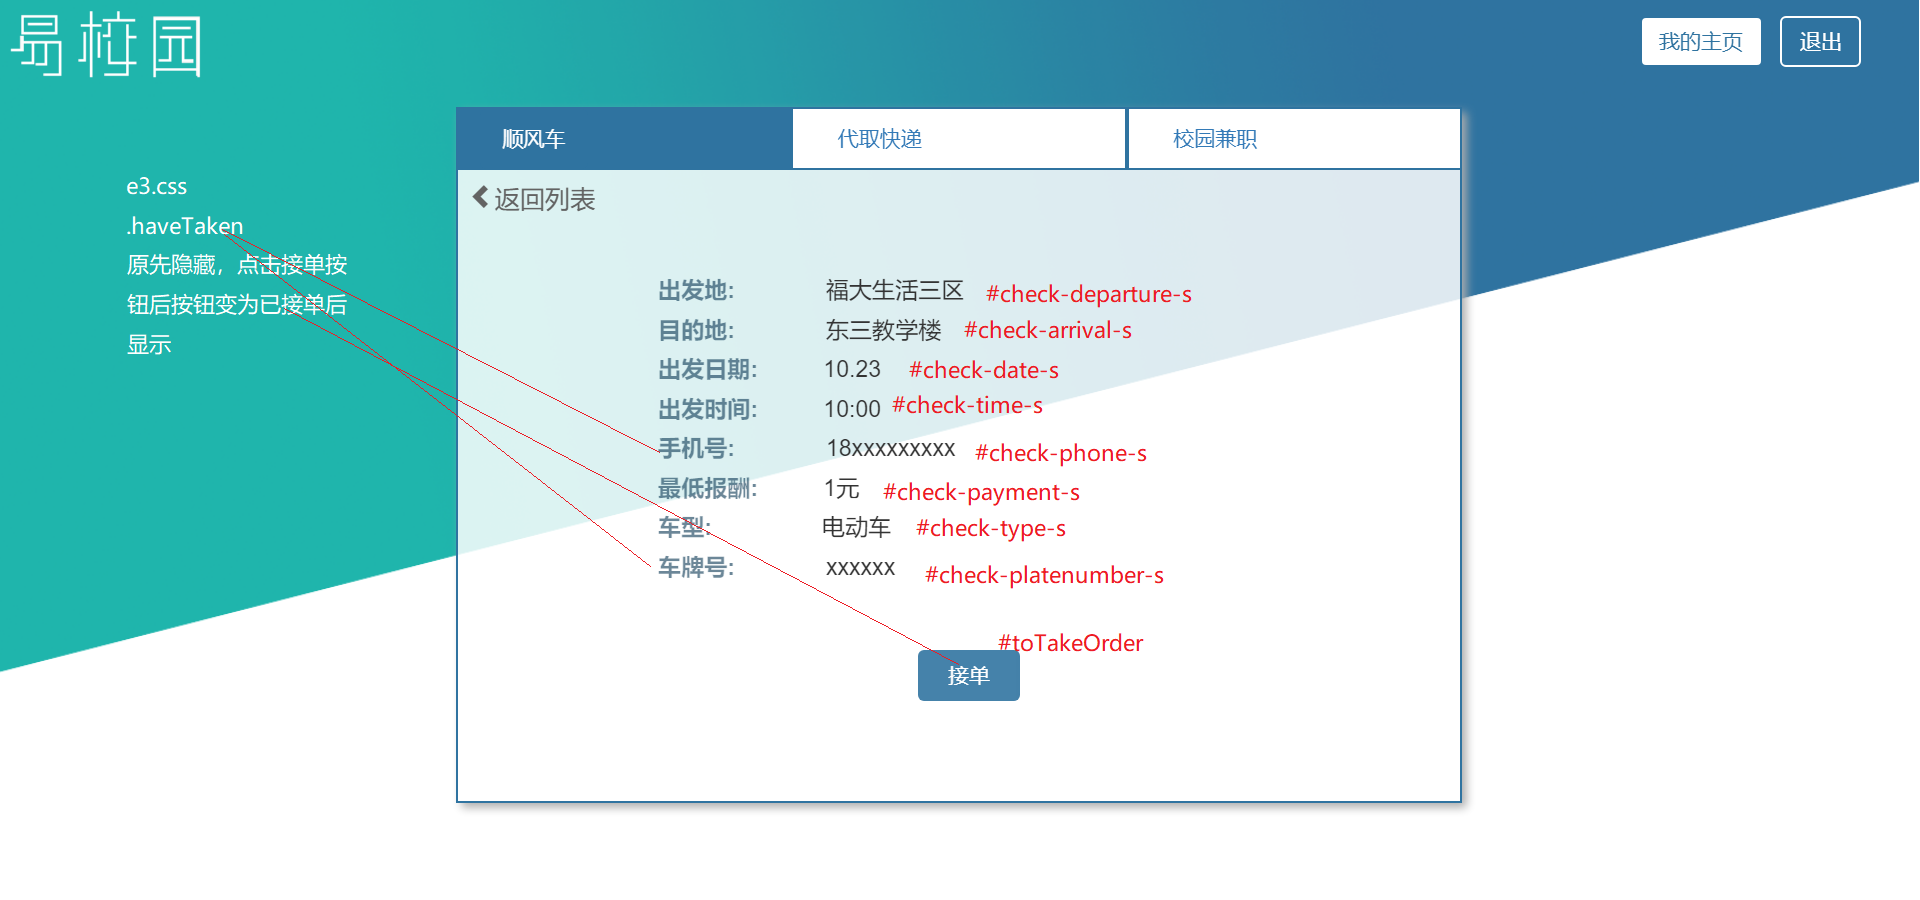 易校园
我的主页
退出
顺风车
代取快递
校园兼职
e3.css
.haveTaken
原先隐藏，点击接单按
钮后按钮变为已接单后
显示
返回列表
出发地: 福大生活三区 #check-departure-s
目的地: 东三教学楼 #check-arrival-s
出发日期: 10.23 #check-date-s
出发时间: 10:00 #check-time-s
手机号: 18xxxxxxxxx #check-phone-s
最低报酬: 1元 #check-payment-s
车型: 电动车 #check-type-s
车牌号: xxxxxx #check-platenumber-s
#toTakeOrder
接单